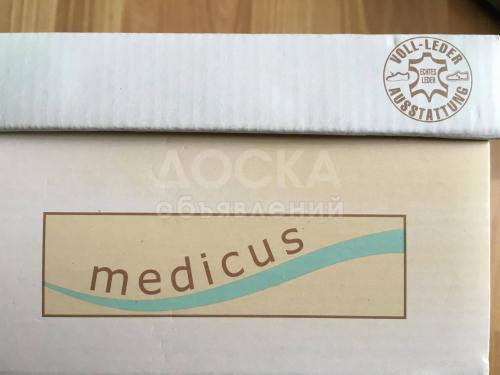 VOLL-LEDER
ECHTES
LEDER
AUSSTATTUNG
ДОСКА
объявлений
medicus